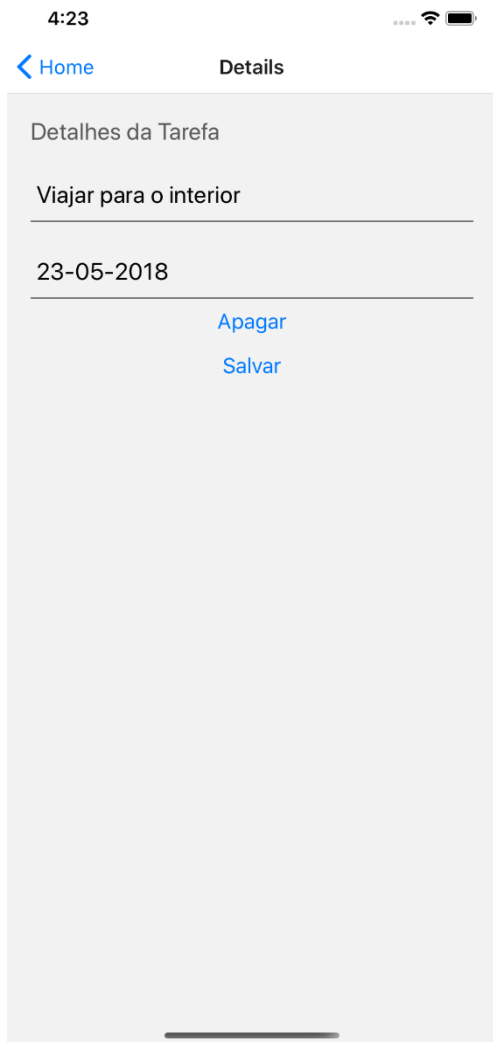 4:23
Home Details
Detalhes da Tarefa
Viajar para o interior
23-05-2018
Apagar
Salvar